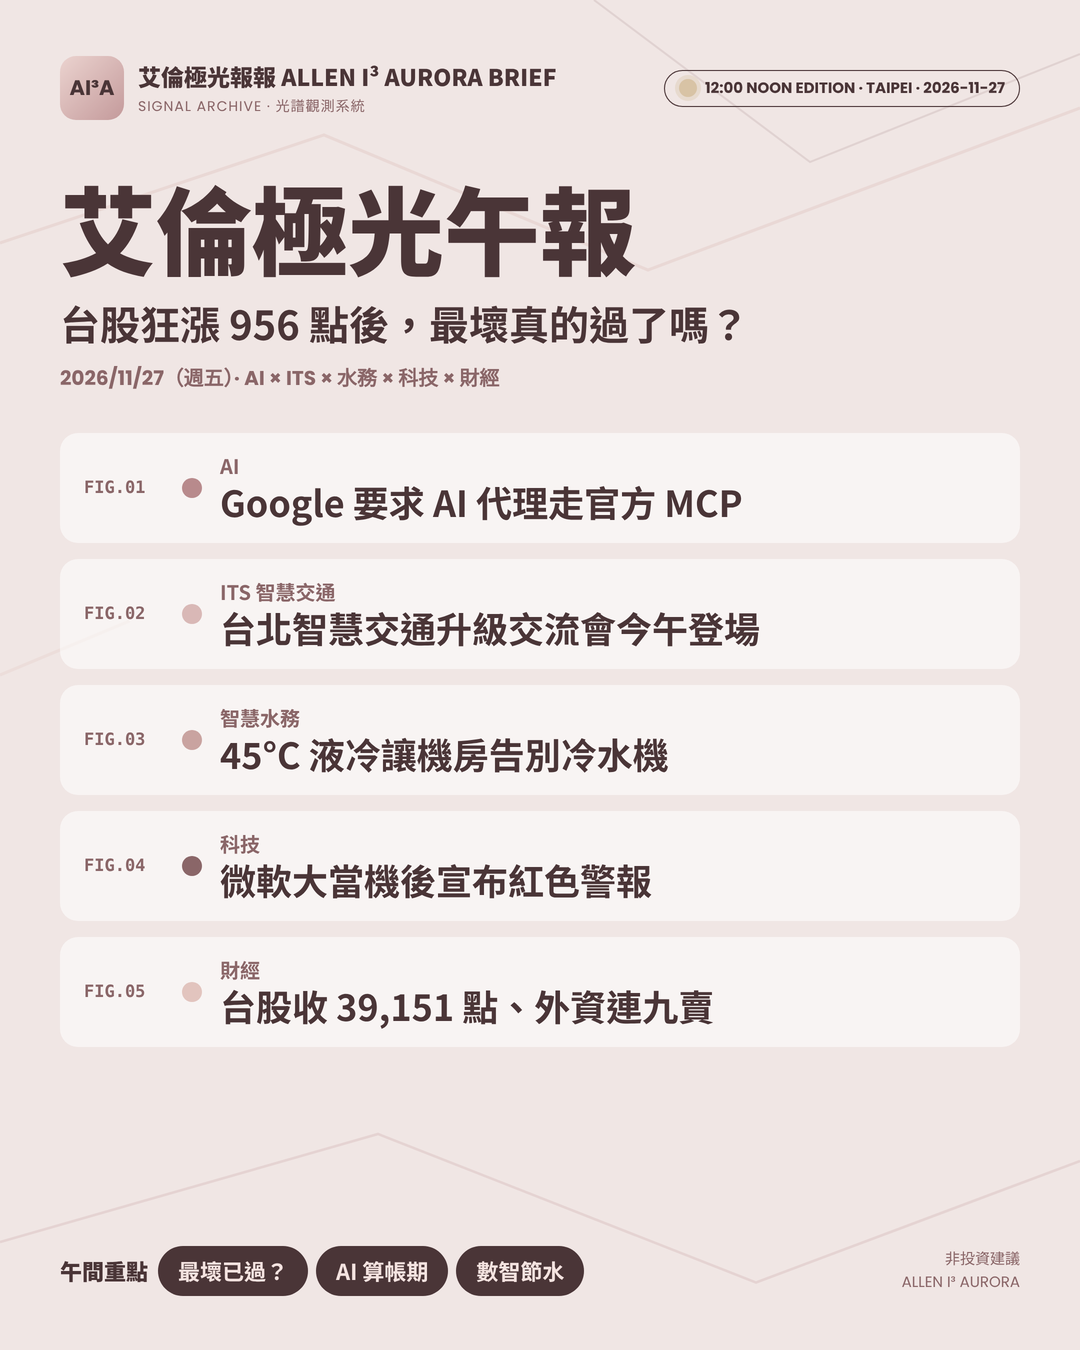 AI³A
艾倫極光報報 ALLEN I³ AURORA BRIEF
SIGNAL ARCHIVE · 光譜觀測系統
12:00 NOON EDITION · TAIPEI · 2026-11-27
艾倫極光午報
台股狂漲 956 點後，最壞真的過了嗎？
2026/11/27（週五）· AI × ITS × 水務 × 科技 × 財經
FIG.01
AI
Google 要求 AI 代理走官方 MCP
FIG.02
ITS 智慧交通
台北智慧交通升級交流會今午登場
FIG.03
智慧水務
45°C 液冷讓機房告別冷水機
FIG.04
科技
微軟大當機後宣布紅色警報
FIG.05
財經
台股收 39,151 點、外資連九賣
午間重點
最壞已過？
AI 算帳期
數智節水
非投資建議
ALLEN I³ AURORA